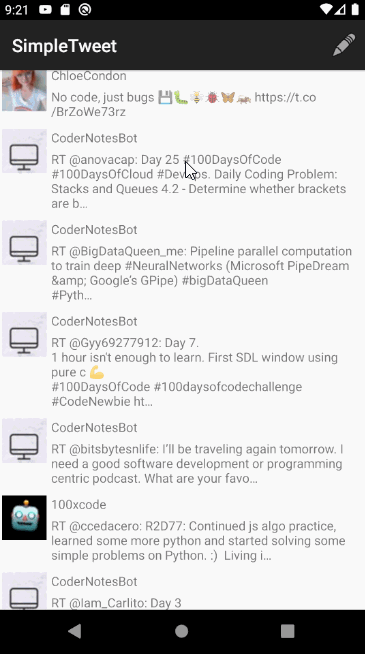 9:21
SimpleTweet
ChloeCondon
No code, just bugs 💾🐛🐝🐞🦋🦗 https://t.co
/BrZoWe73rz
CoderNotesBot
RT @anovacap: Day 25 #100DaysOfCode
#100DaysOfCloud #DevOps. Daily Coding Problem:
Stacks and Queues 4.2 - Determine whether brackets
are b…
CoderNotesBot
RT @BigDataQueen_me: Pipeline parallel computation
to train deep #NeuralNetworks (Microsoft PipeDream
&amp; Google's GPipe) #bigDataQueen
#Pyth…
CoderNotesBot
RT @Gyy69277912: Day 7.
1 hour isn't enough to learn. First SDL window using
pure c 💪
#100DaysOfCode #100daysofcodechallenge
#CodeNewbie ht…
CoderNotesBot
RT @bitsbytesnlife: I'll be traveling again tomorrow. I
need a good software development or programming
centric podcast. What are your favo…
100xcode
RT @ccedacero: R2D77: Continued js algo practice,
learned some more python and started solving some
simple problems on Python. :)  Living i…
CoderNotesBot
RT @Iam_Carlito: Day 3